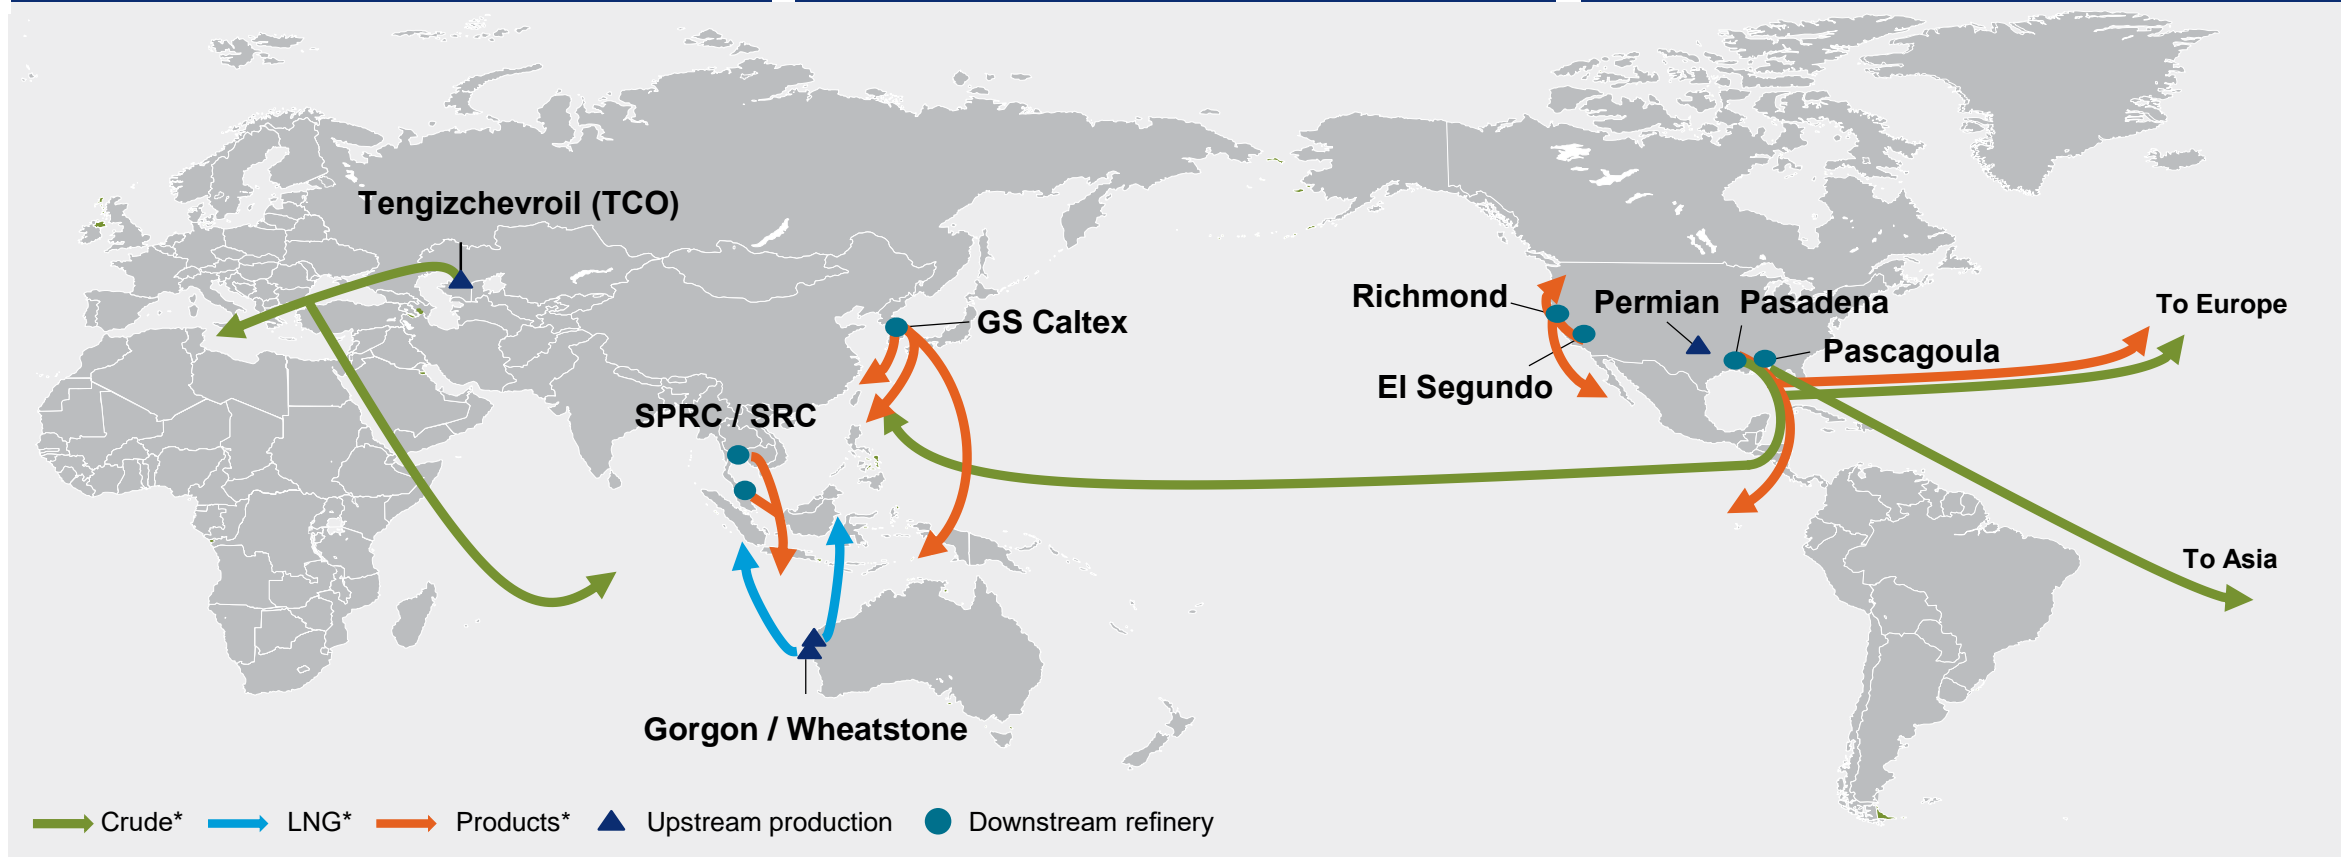 Tengizchevroil (TCO)
GS Caltex
SPRC / SRC
Gorgon / Wheatstone
Richmond
Permian
Pasadena
El Segundo
Pascagoula
To Europe
To Asia
Crude*
LNG*
Products*
Upstream production
Downstream refinery